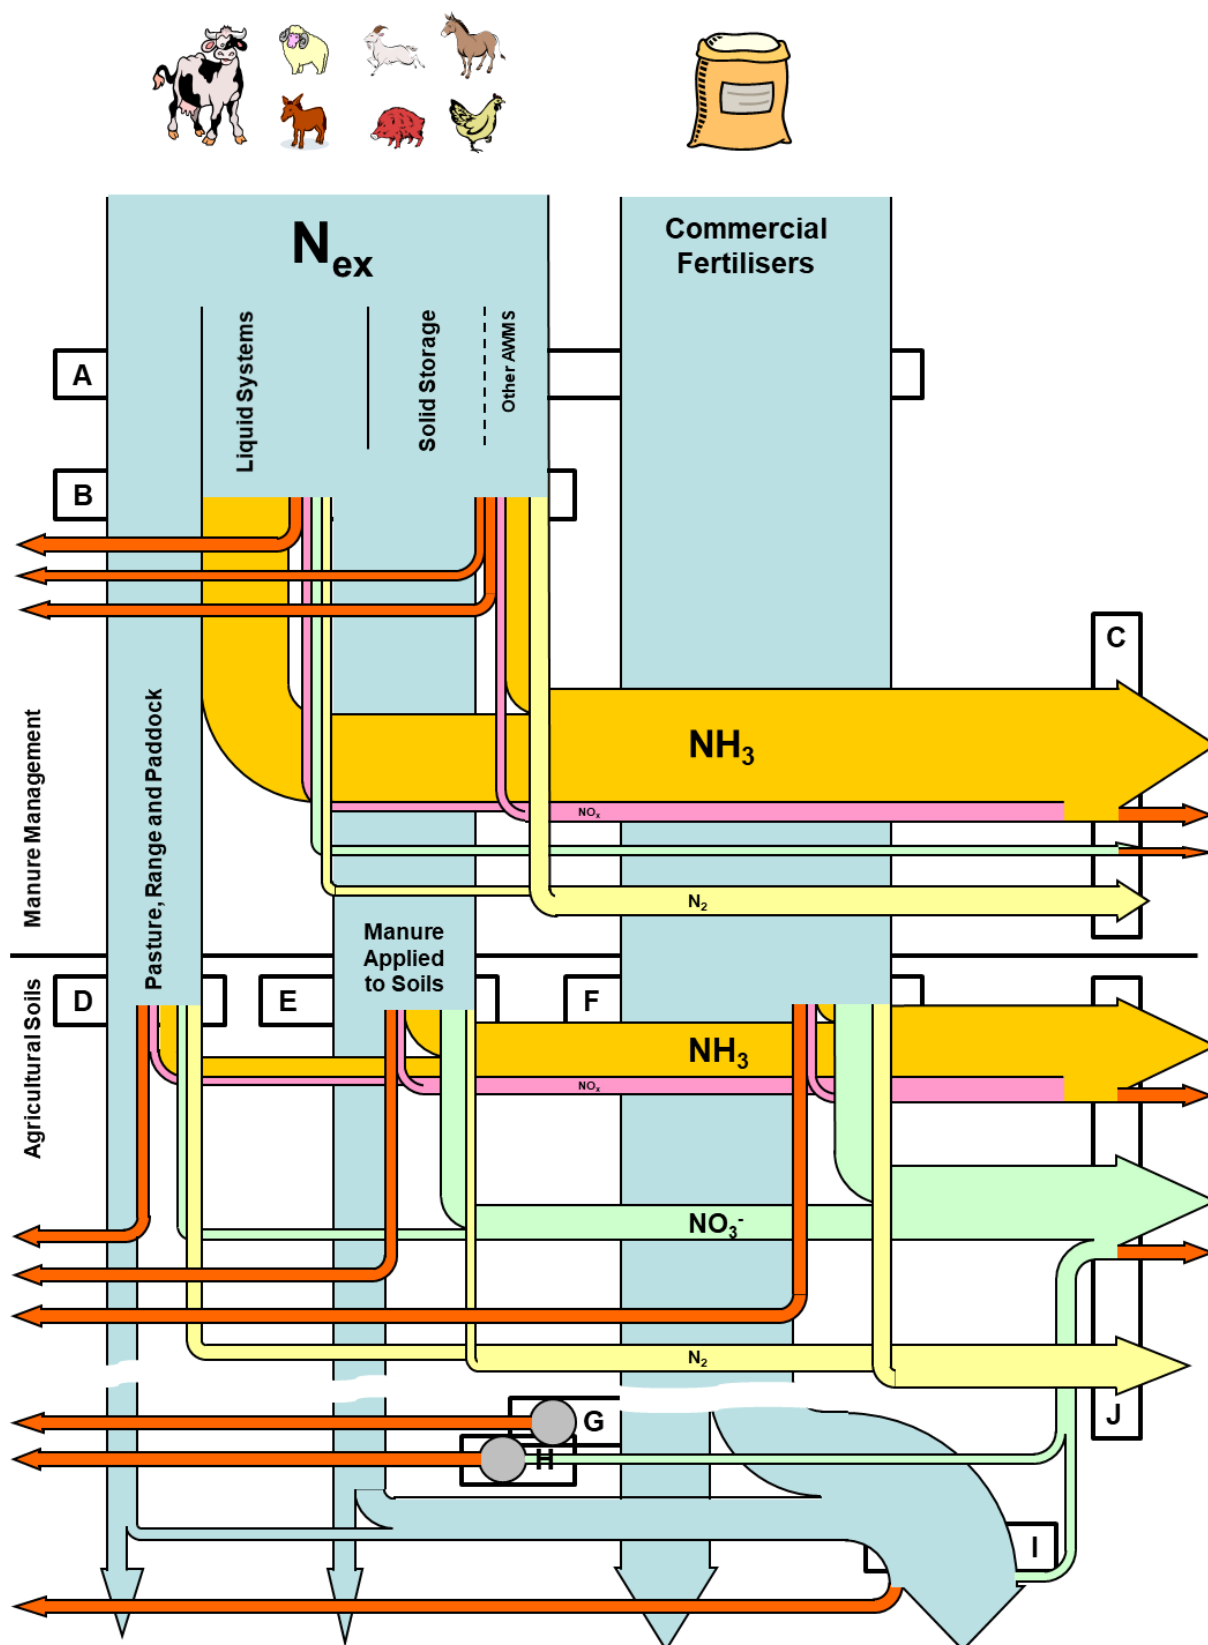 N_ex
Commercial
Fertilisers
Liquid Systems
Solid Storage
Other AWMS
A
B
C
Manure Management
Pasture, Range and Paddock
NH₃
NOₓ
N₂
Manure
Applied
to Soils
Agricultural Soils
D
E
F
NH₃
NOₓ
NO₃⁻
N₂
G
J
H
I